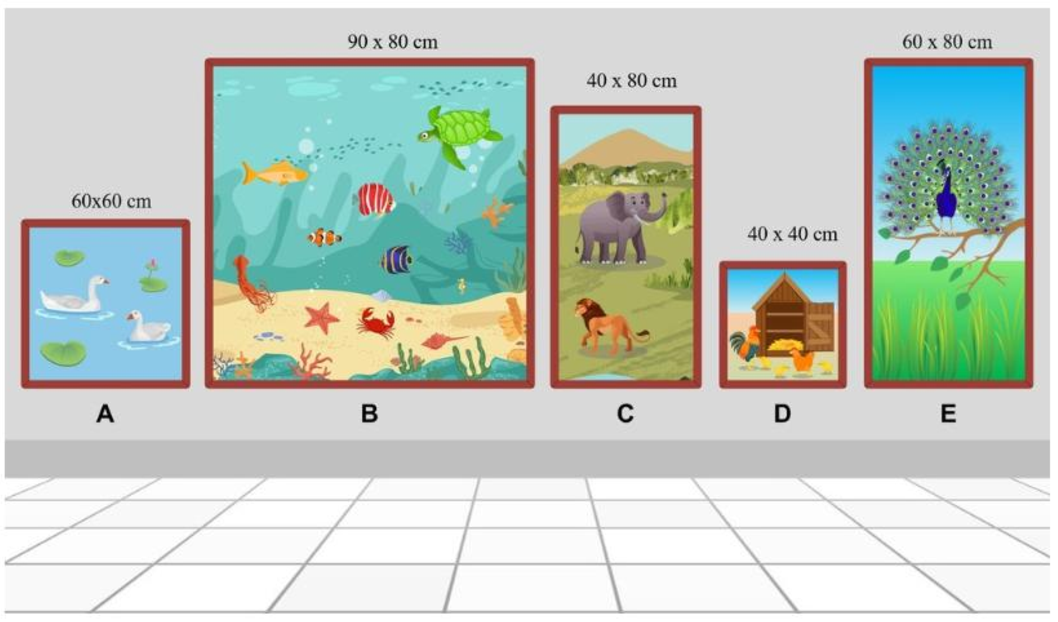 60x60 cm
90 x 80 cm
40 x 80 cm
40 x 40 cm
60 x 80 cm
A
B
C
D
E